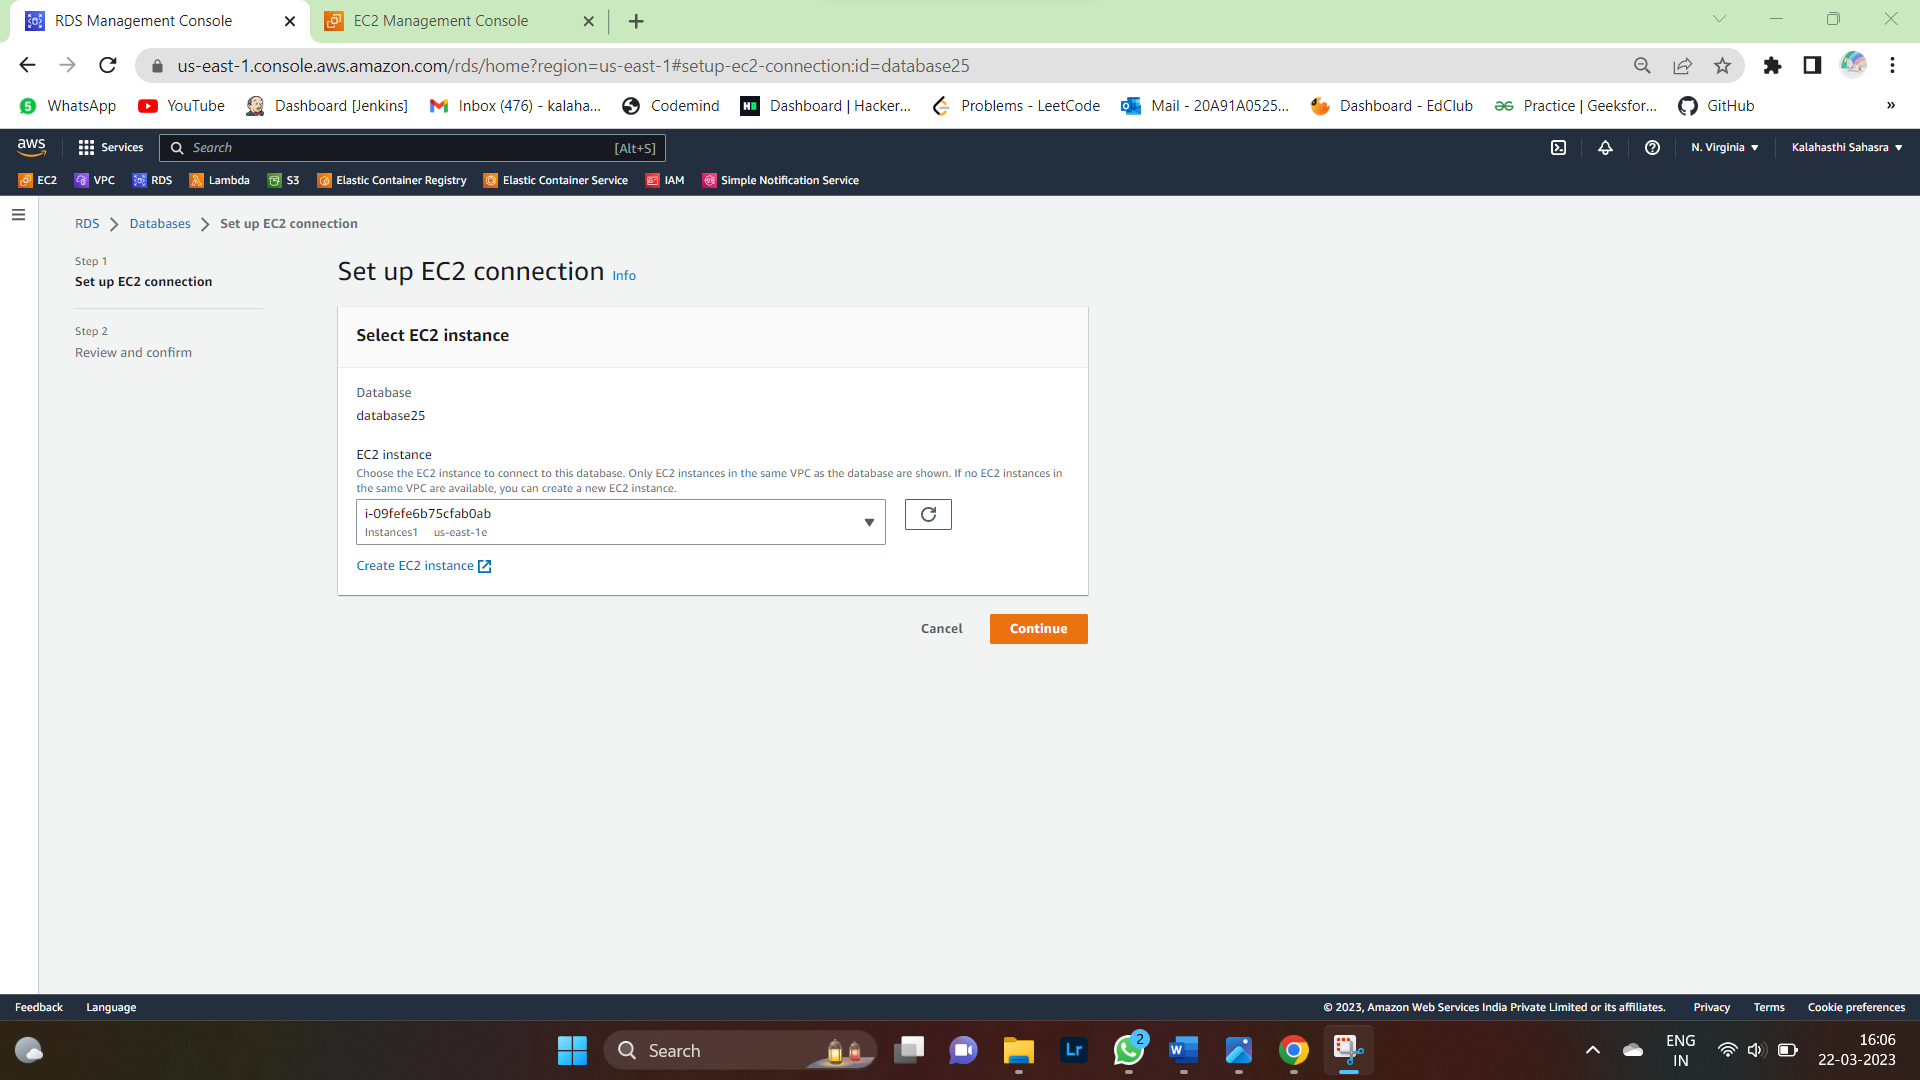 RDS Management Console
EC2 Management Console
us-east-1.console.aws.amazon.com/rds/home?region=us-east-1#setup-ec2-connection:id=database25
WhatsApp YouTube Dashboard [Jenkins] Inbox (476) - kalaha... Codemind Dashboard | Hacker... Problems - LeetCode Mail - 20A91A0525... Dashboard - EdClub Practice | Geeksfor... GitHub »
aws Services Search [Alt+S] N. Virginia Kalahasthi Sahasra
EC2 VPC RDS Lambda S3 Elastic Container Registry Elastic Container Service IAM Simple Notification Service
RDS Databases Set up EC2 connection
Step 1
Set up EC2 connection
Step 2
Review and confirm
Set up EC2 connection Info
Select EC2 instance
Database
database25
EC2 instance
Choose the EC2 instance to connect to this database. Only EC2 instances in the same VPC as the database are shown. If no EC2 instances in
the same VPC are available, you can create a new EC2 instance.
i-09fefe6b75cfab0ab
Instances1 us-east-1e
Create EC2 instance
Cancel Continue
Feedback Language © 2023, Amazon Web Services India Private Limited or its affiliates. Privacy Terms Cookie preferences
Search Lr 2 W
ENG
IN
16:06
22-03-2023